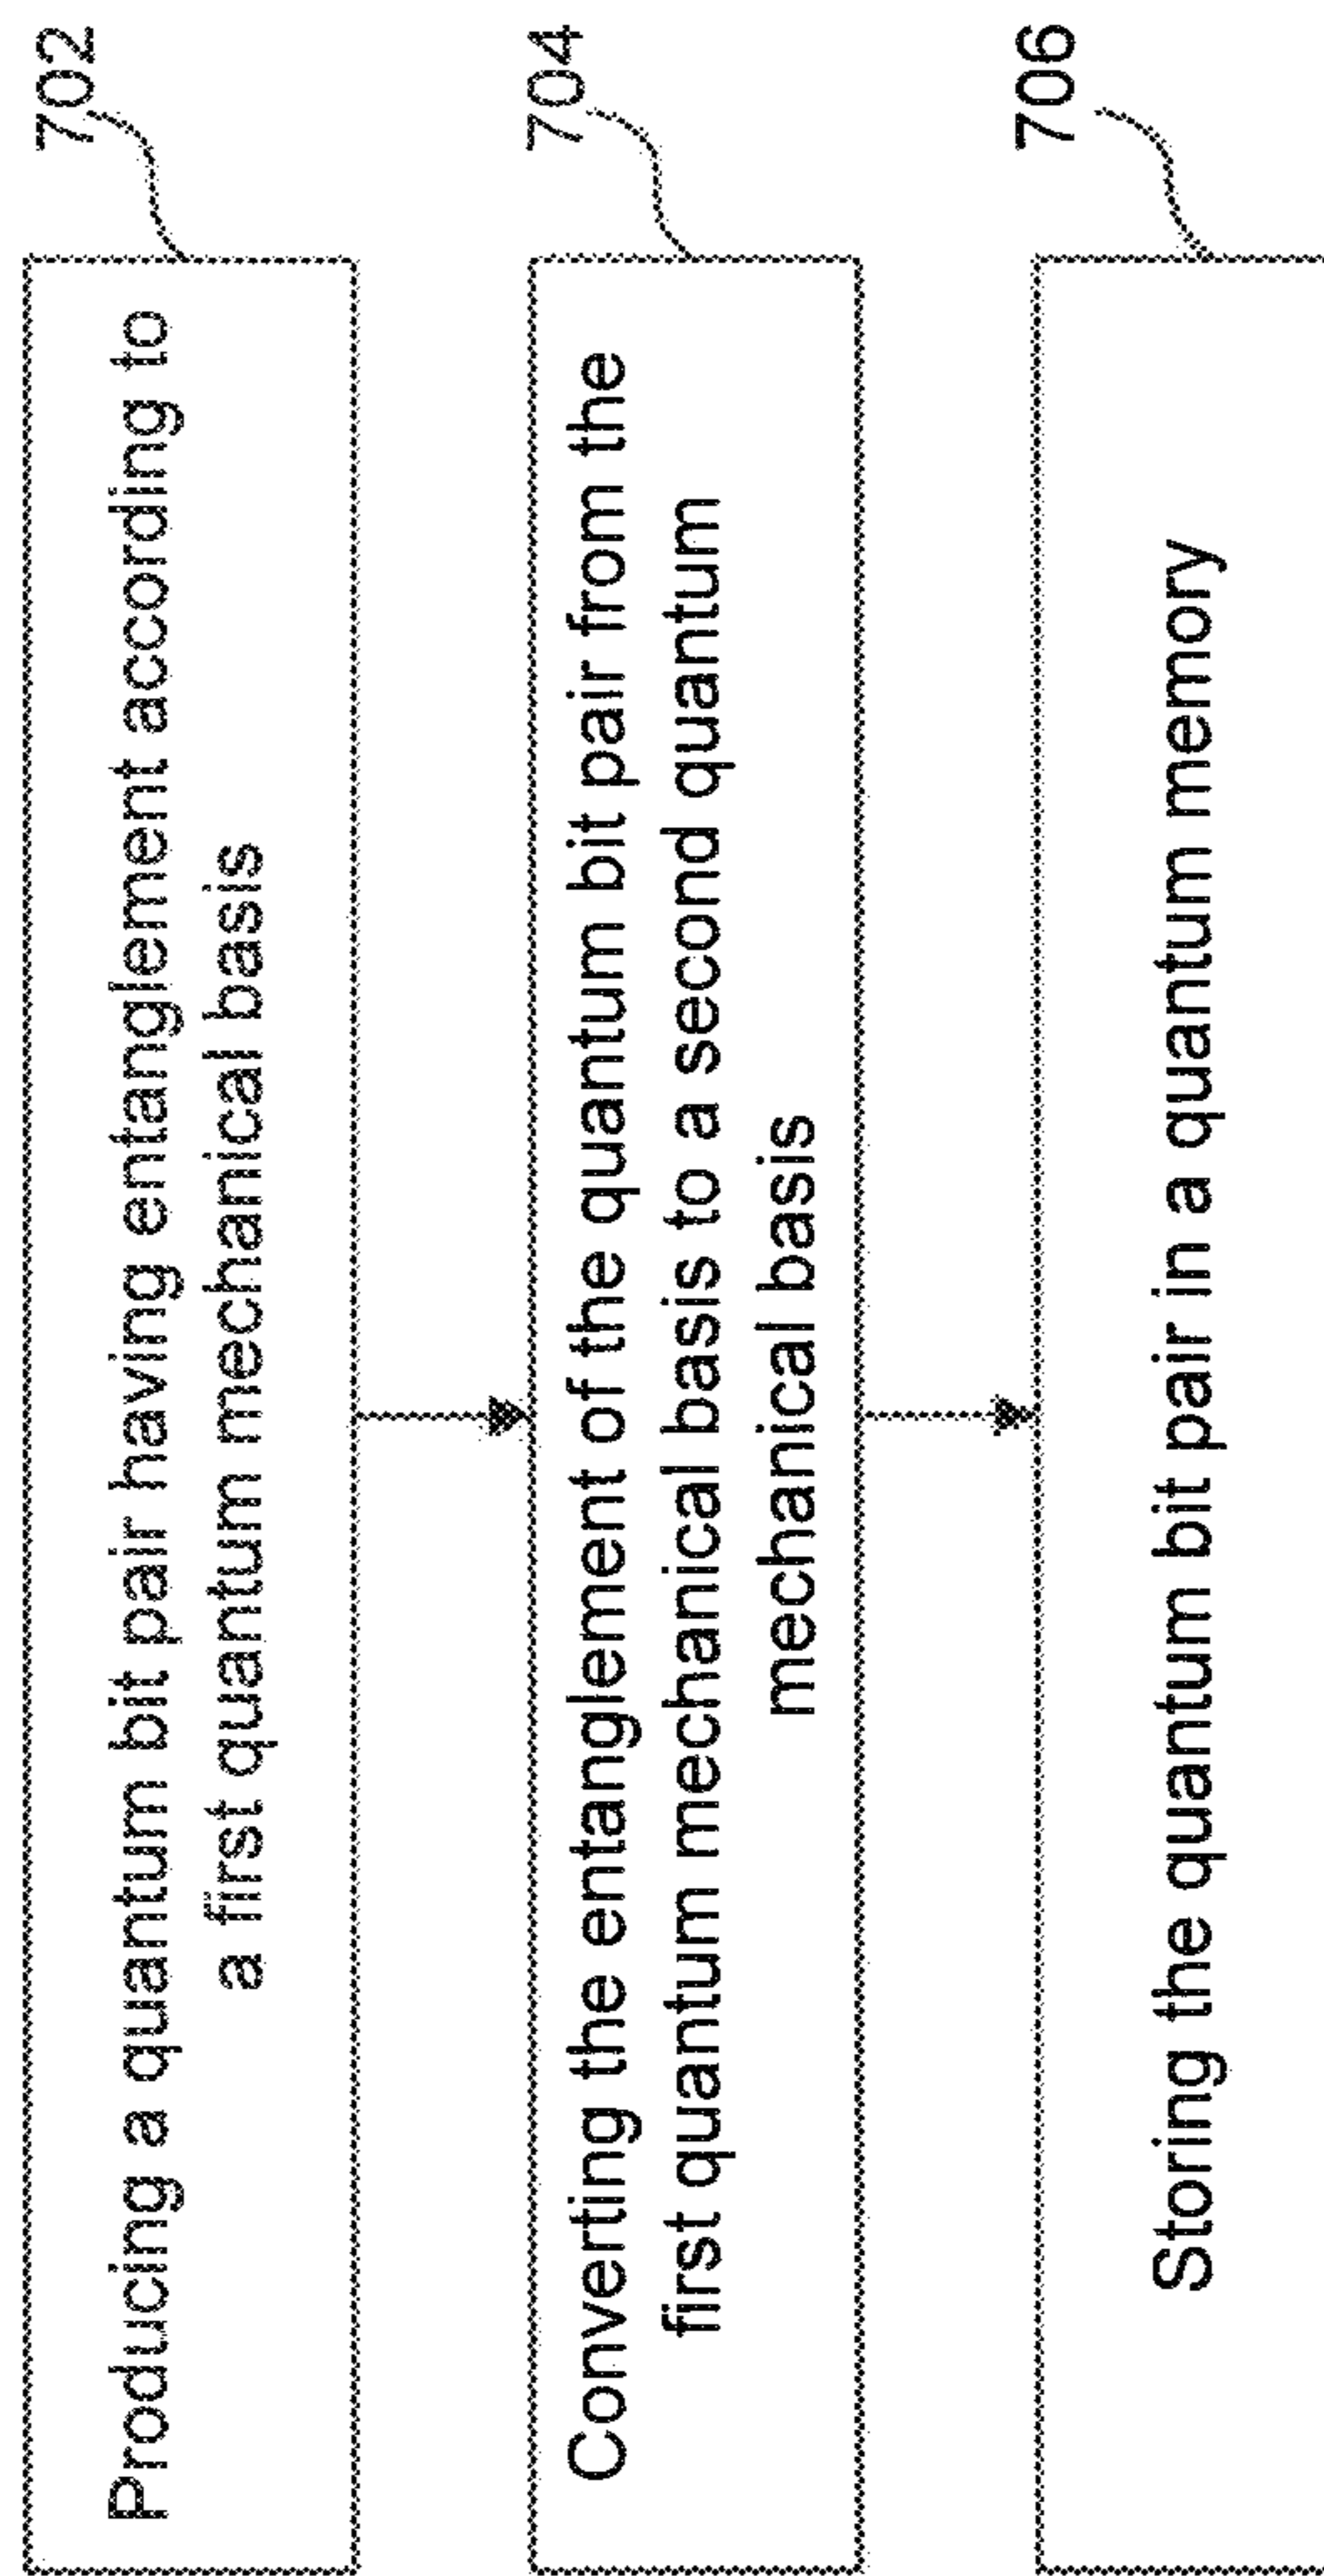 702
Producing a quantum bit pair having entanglement according to
a first quantum mechanical basis
704
Converting the entanglement of the quantum bit pair from the
first quantum mechanical basis to a second quantum
mechanical basis
706
Storing the quantum bit pair in a quantum memory